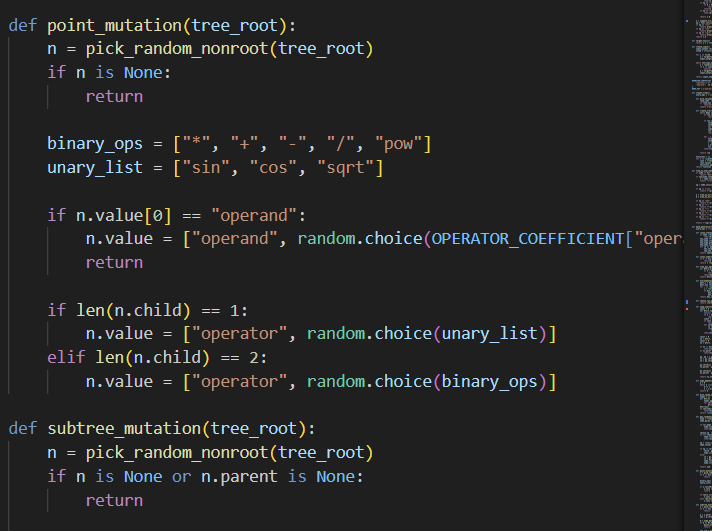 def point_mutation(tree_root):
    n = pick_random_nonroot(tree_root)
    if n is None:
        return
    binary_ops = ["*", "+", "-", "/", "pow"]
    unary_list = ["sin", "cos", "sqrt"]
    if n.value[0] == "operand":
        n.value = ["operand", random.choice(OPERATOR_COEFFICIENT["oper
        return
    if len(n.child) == 1:
        n.value = ["operator", random.choice(unary_list)]
    elif len(n.child) == 2:
        n.value = ["operator", random.choice(binary_ops)]
def subtree_mutation(tree_root):
    n = pick_random_nonroot(tree_root)
    if n is None or n.parent is None:
        return